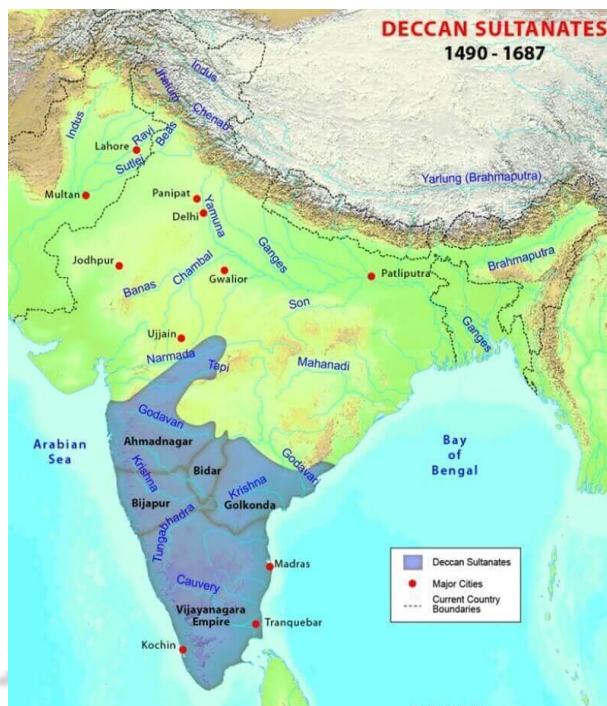 DECCAN SULTANATES
1490 - 1687
Indus
Jhelum
Chenab
Indus
Ravi
Beas
Lahore
Sutlej
Multan
Panipat
Yamuna
Delhi
Yarlung (Brahmaputra)
Jodhpur
Banas
Chambal
Gwalior
Ganges
Patliputra
Brahmaputra
Son
Ganges
Ujjain
Narmada
Tapi
Mahanadi
Godavari
Arabian
Sea
Ahmadnagar
Bidar
Godavari
Bay
of
Bengal
Krishna
Krishna
Bijapur
Golkonda
Tungabhadra
Madras
Deccan Sultanates
Major Cities
Current Country
Boundaries
Cauvery
Vijayanagara
Empire
Tranquebar
Kochin